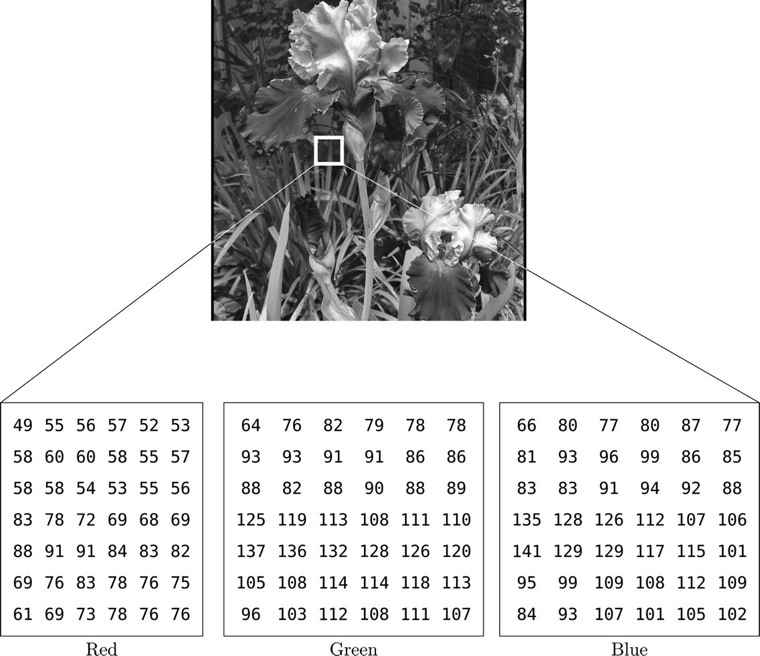 49 55 56 57 52 53
58 60 60 58 55 57
58 58 54 53 55 56
83 78 72 69 68 69
88 91 91 84 83 82
69 76 83 78 76 75
61 69 73 78 76 76
Red
64 76 82 79 78 78
93 93 91 91 86 86
88 82 88 90 88 89
125 119 113 108 111 110
137 136 132 128 126 120
105 108 114 114 118 113
96 103 112 108 111 107
Green
66 80 77 80 87 77
81 93 96 99 86 85
83 83 91 94 92 88
135 128 126 112 107 106
141 129 129 117 115 101
95 99 109 108 112 109
84 93 107 101 105 102
Blue